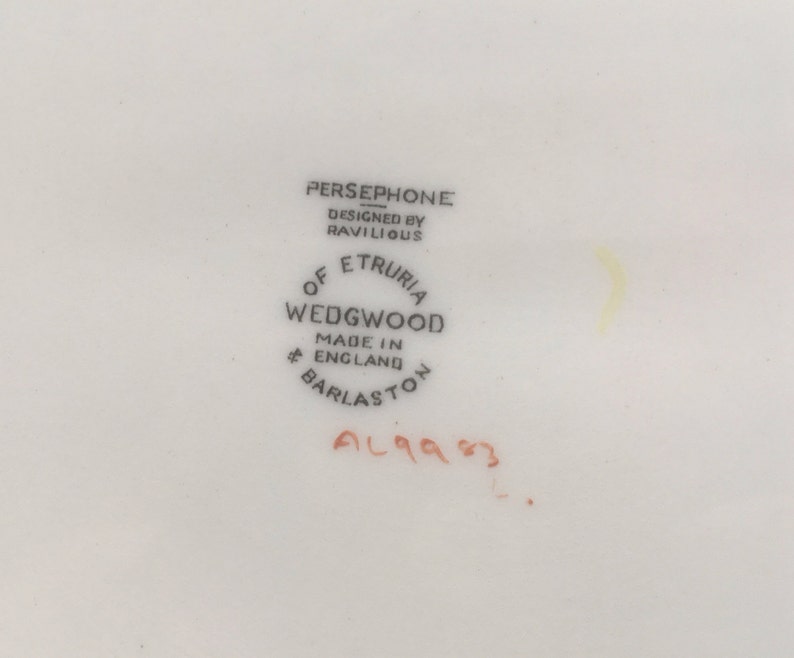 PERSEPHONE
DESIGNED BY
RAVILIOUS
OF ETRURIA
WEDGWOOD
MADE IN
ENGLAND
& BARLASTON
AL9983
L.